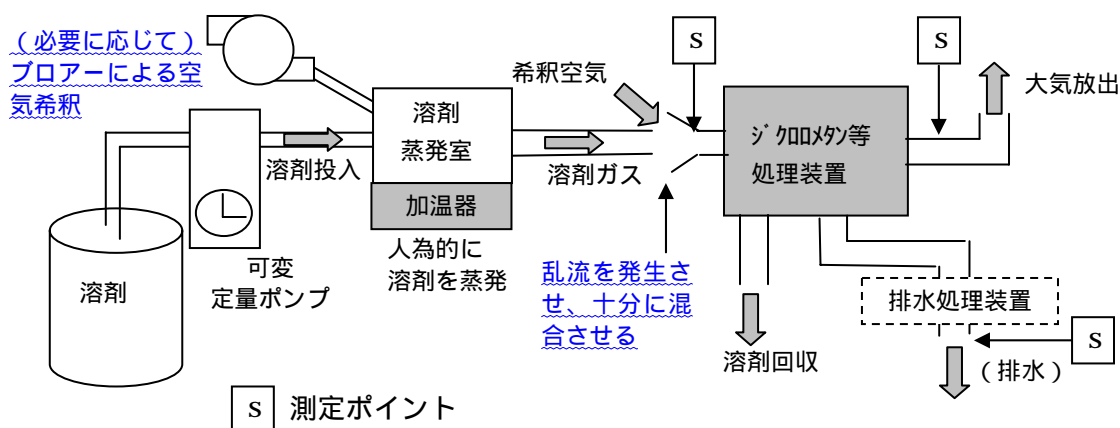 （必要に応じて）
ブロアーによる空
気希釈
S
S
希釈空気
大気放出
溶剤
蒸発室
ｼﾞｸﾛﾛﾒﾀﾝ等
処理装置
溶剤投入
溶剤ガス
加温器
人為的に
溶剤を蒸発
可変
定量ポンプ
溶剤
乱流を発生さ
せ、十分に混
合させる
排水処理装置
溶剤回収
S
（排水）
S 測定ポイント